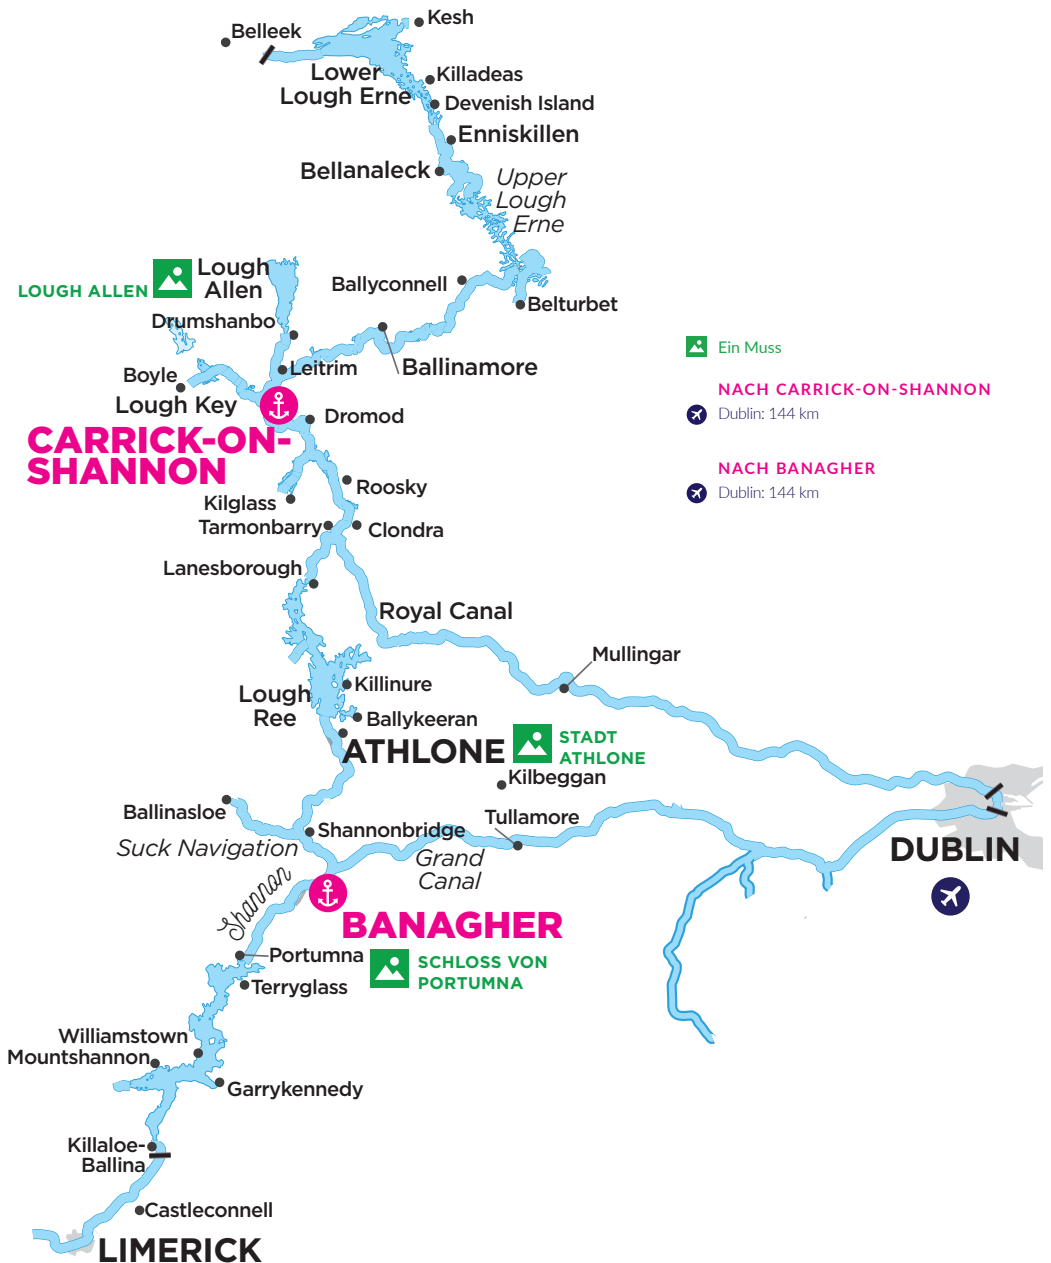 Kesh
Belleek
Lower
Lough Erne
Killadeas
Devenish Island
Enniskillen
Bellanaleck
Upper
Lough
Erne
LOUGH ALLEN
Lough
Allen
Ballyconnell
Belturbet
Drumshanbo
Leitrim
Ballinamore
Boyle
Lough Key
Dromod
CARRICK-ON-
SHANNON
Ein Muss
NACH CARRICK-ON-SHANNON
Dublin: 144 km
NACH BANAGHER
Dublin: 144 km
Roosky
Kilglass
Tarmonbarry
Clondra
Lanesborough
Royal Canal
Mullingar
Killinure
Lough
Ree
Ballykeeran
ATHLONE
STADT
ATHLONE
Kilbeggan
Ballinasloe
Shannonbridge
Tullamore
Suck Navigation
Grand
Canal
DUBLIN
Shannon
BANAGHER
Portumna
SCHLOSS VON
PORTUMNA
Terryglass
Williamstown
Mountshannon
Garrykennedy
Killaloe-
Ballina
Castleconnell
LIMERICK